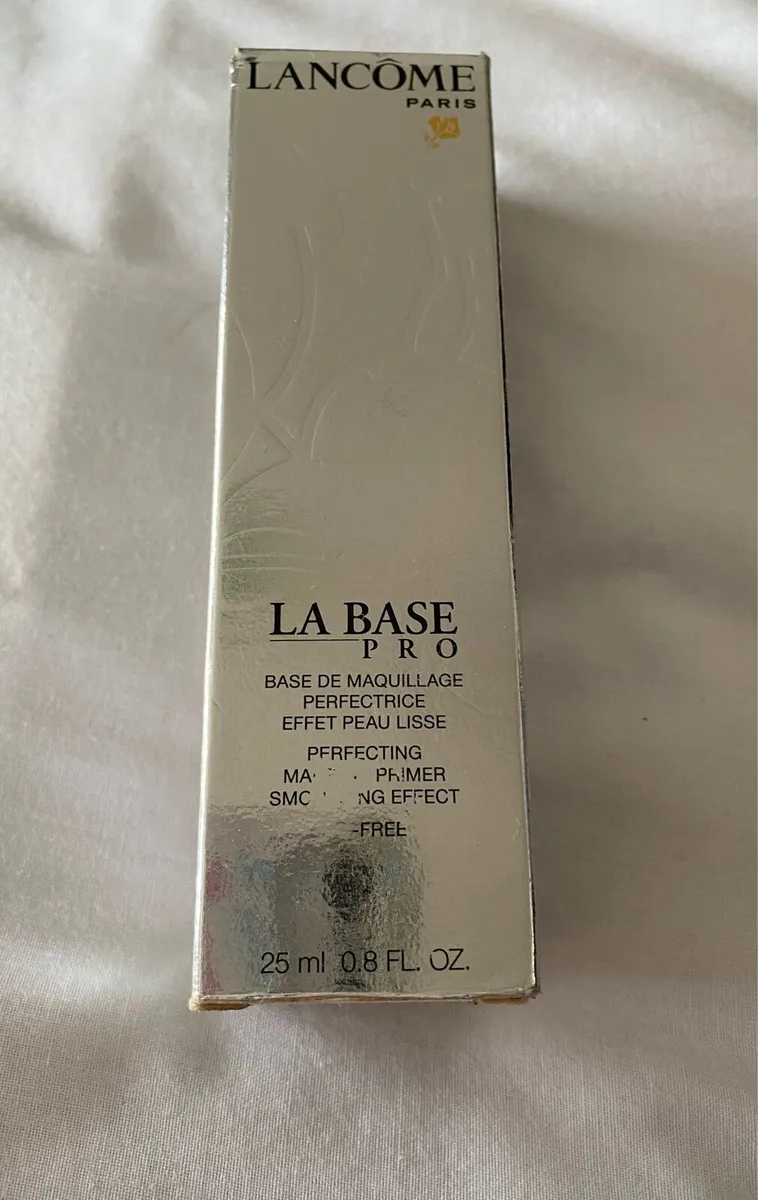 LANCÔME
PARIS
LA BASE
PRO
BASE DE MAQUILLAGE
PERFECTRICE
EFFET PEAU LISSE
PERFECTING
PRIMER
EFFECT
-FREE
25 ml 0.8 FL. OZ.